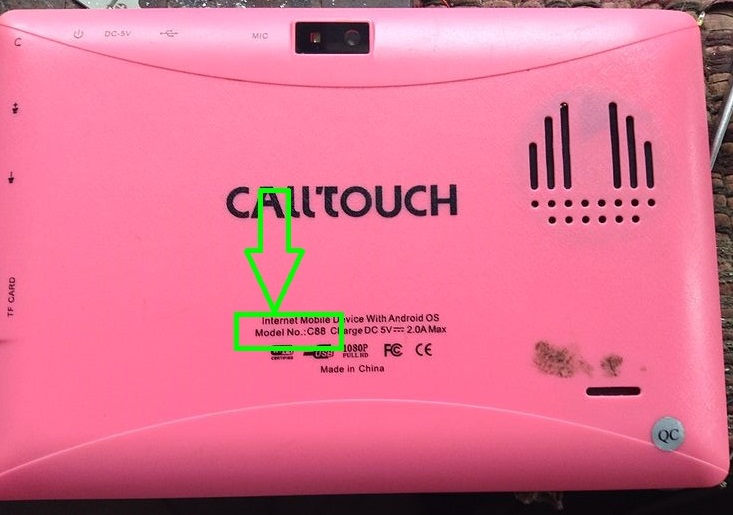 DC-5V MIC
CALLTOUCH
TF CARD
Internet Mobile Device With Android OS
Model No.:C88 Charge DC 5V⎓ 2.0A Max
USB 1080P FULL HD FC CE
Made in China
QC